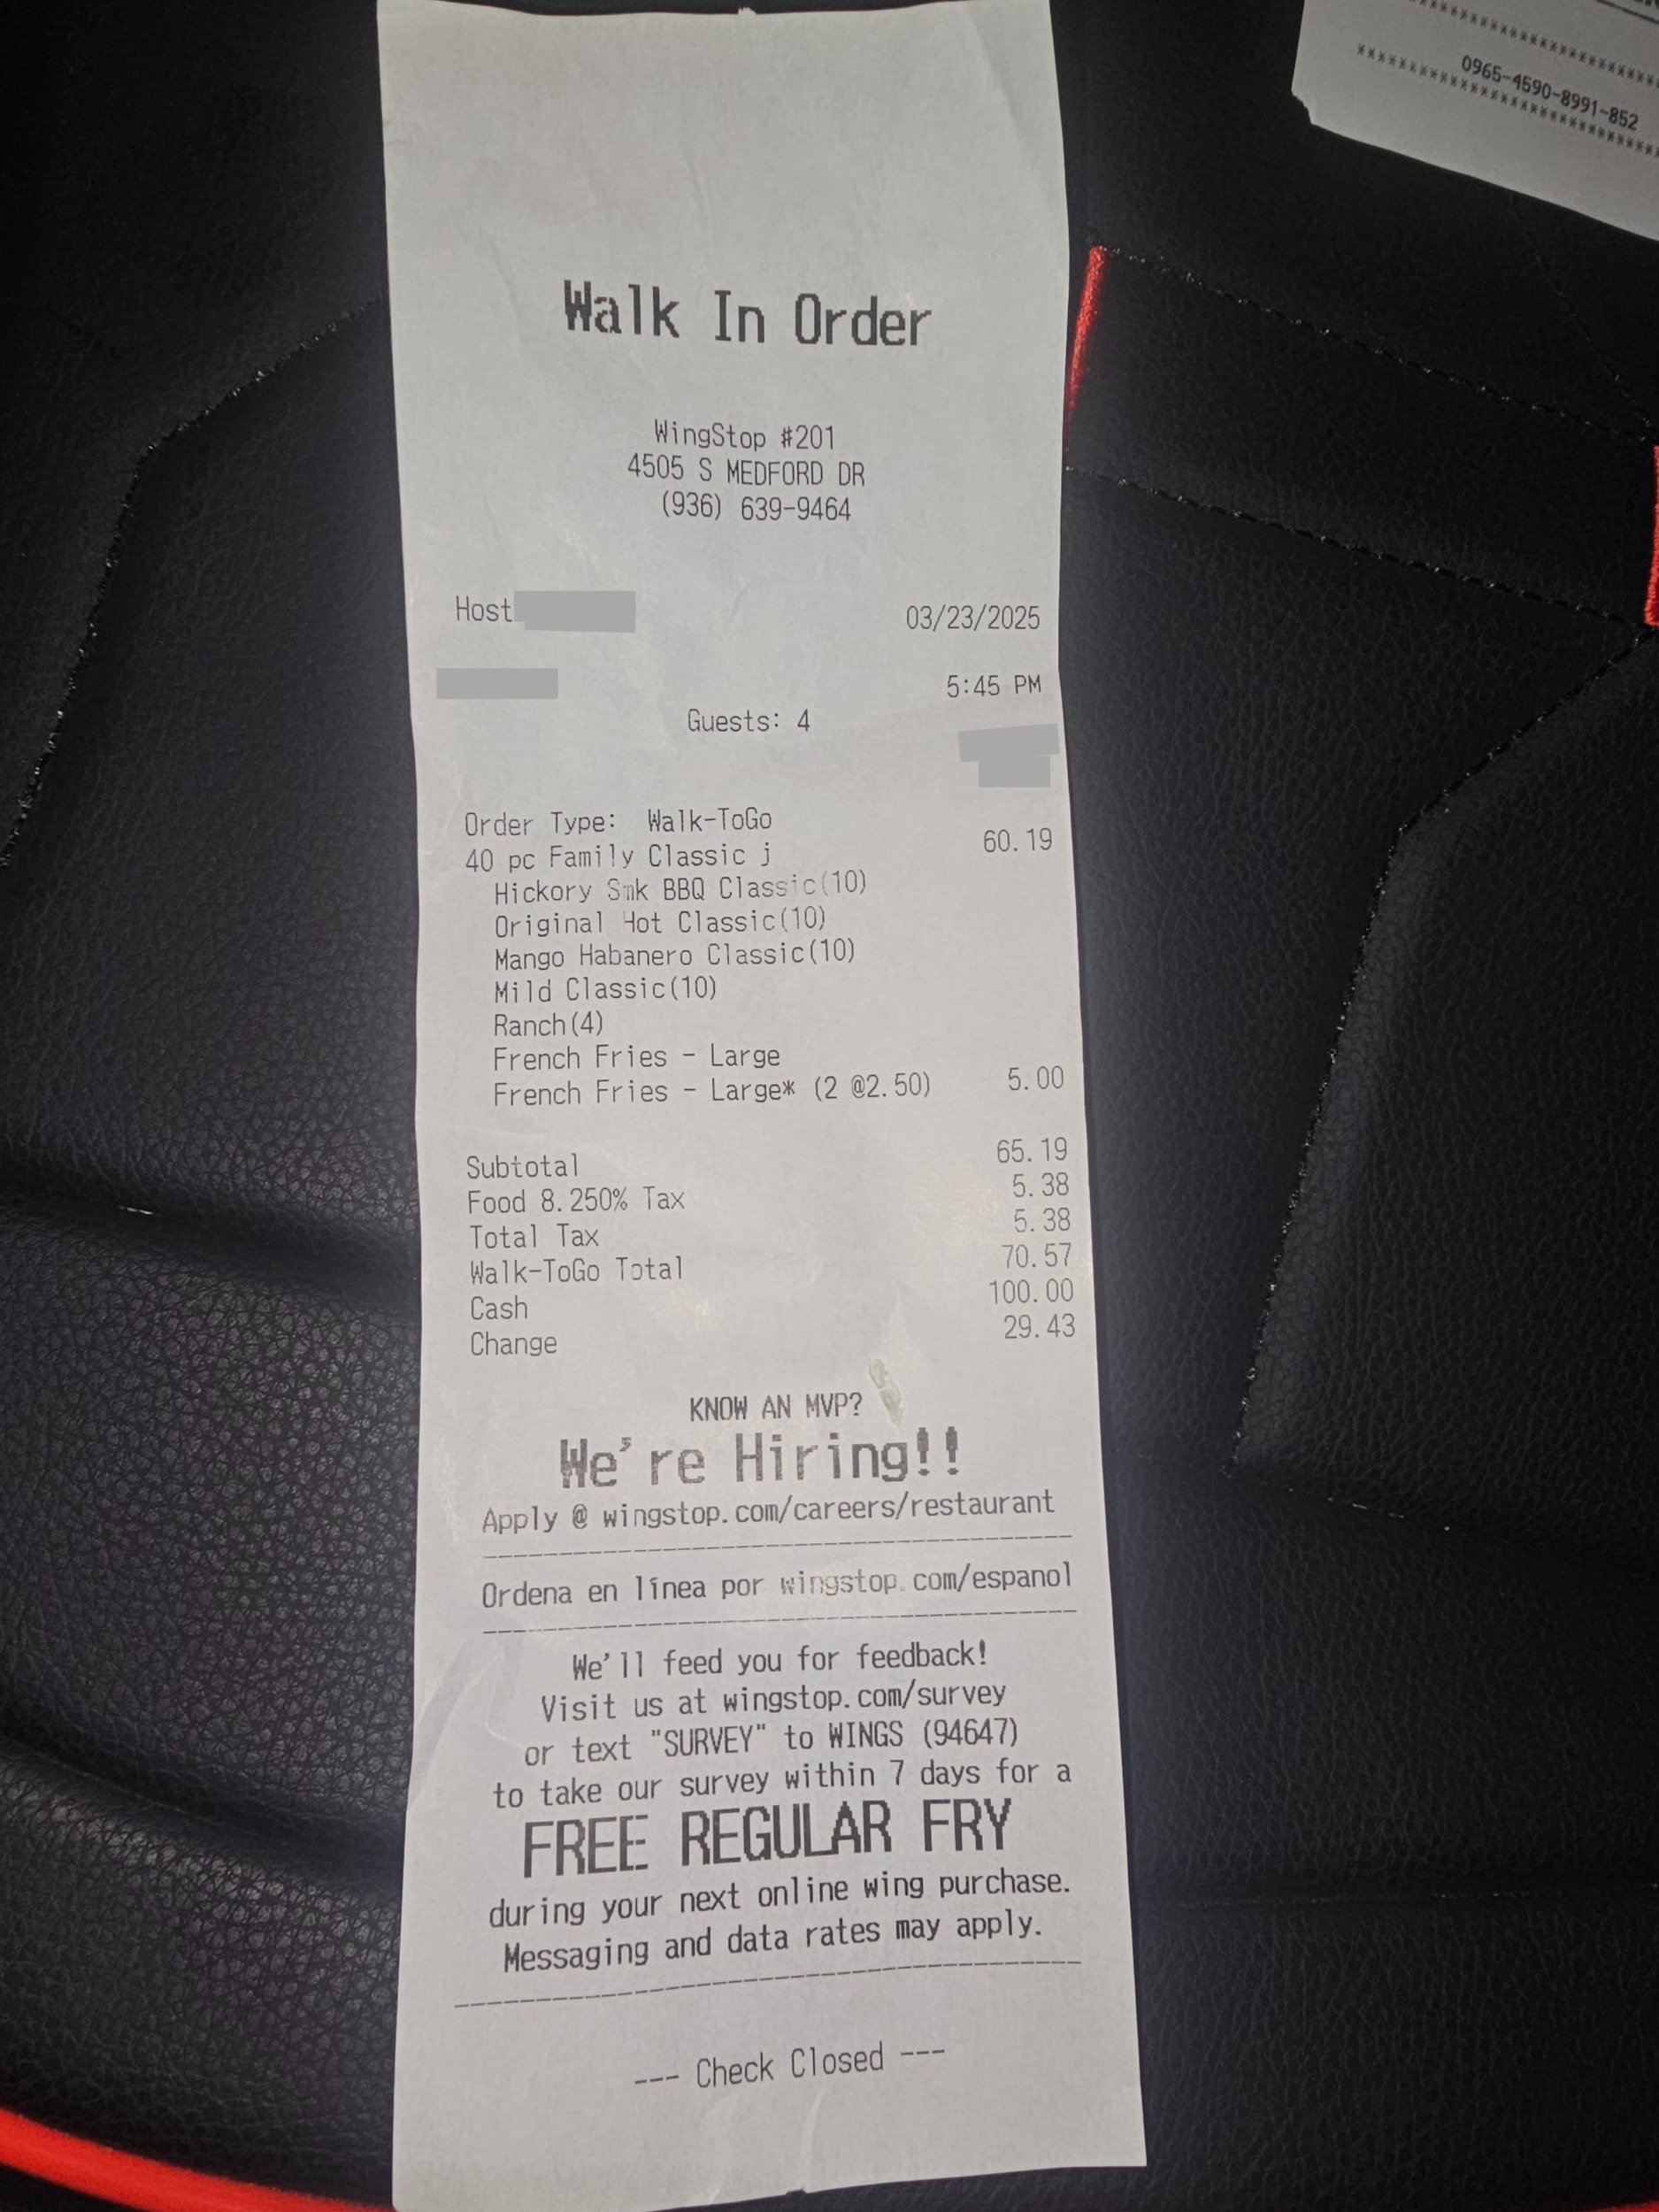 0965-4590-8991-852
Walk In Order
WingStop #201
4505 S MEDFORD DR
(936) 639-9464
Host
03/23/2025
5:45 PM
Guests: 4
Order Type: Walk-ToGo
40 pc Family Classic j 60.19
Hickory Smk BBQ Classic(10)
Original Hot Classic(10)
Mango Habanero Classic(10)
Mild Classic(10)
Ranch(4)
French Fries - Large
French Fries - Large* (2 @2.50) 5.00
Subtotal 65.19
Food 8.250% Tax 5.38
Total Tax 5.38
Walk-ToGo Total 70.57
Cash 100.00
Change 29.43
KNOW AN MVP?
We're Hiring!!
Apply @ wingstop.com/careers/restaurant
Ordena en línea por wingstop.com/espanol
We'll feed you for feedback!
Visit us at wingstop.com/survey
or text "SURVEY" to WINGS (94647)
to take our survey within 7 days for a
FREE REGULAR FRY
during your next online wing purchase.
Messaging and data rates may apply.
--- Check Closed ---